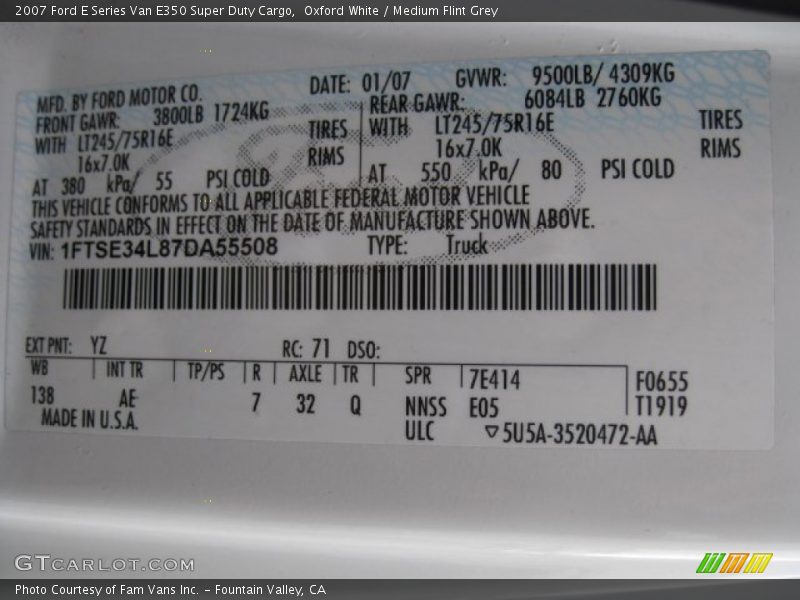 2007 Ford E Series Van E350 Super Duty Cargo, Oxford White / Medium Flint Grey
MFD. BY FORD MOTOR CO. DATE: 01/07 GVWR: 9500LB/ 4309KG
FRONT GAWR: 3800LB 1724KG REAR GAWR: 6084LB 2760KG
WITH LT245/75R16E TIRES WITH LT245/75R16E TIRES
16x7.0K RIMS 16x7.0K RIMS
AT 380 kPa/ 55 PSI COLD AT 550 kPa/ 80 PSI COLD
THIS VEHICLE CONFORMS TO ALL APPLICABLE FEDERAL MOTOR VEHICLE
SAFETY STANDARDS IN EFFECT ON THE DATE OF MANUFACTURE SHOWN ABOVE.
VIN: 1FTSE34L87DA55508 TYPE: Truck
EXT PNT: YZ RC: 71 DSO:
WB INT TR TP/PS R AXLE TR SPR 7E414 F0655
138 AE 7 32 Q NNSS E05 T1919
MADE IN U.S.A. ULC ▽5U5A-3520472-AA
GTCARLOT.COM
Photo Courtesy of Fam Vans Inc. - Fountain Valley, CA